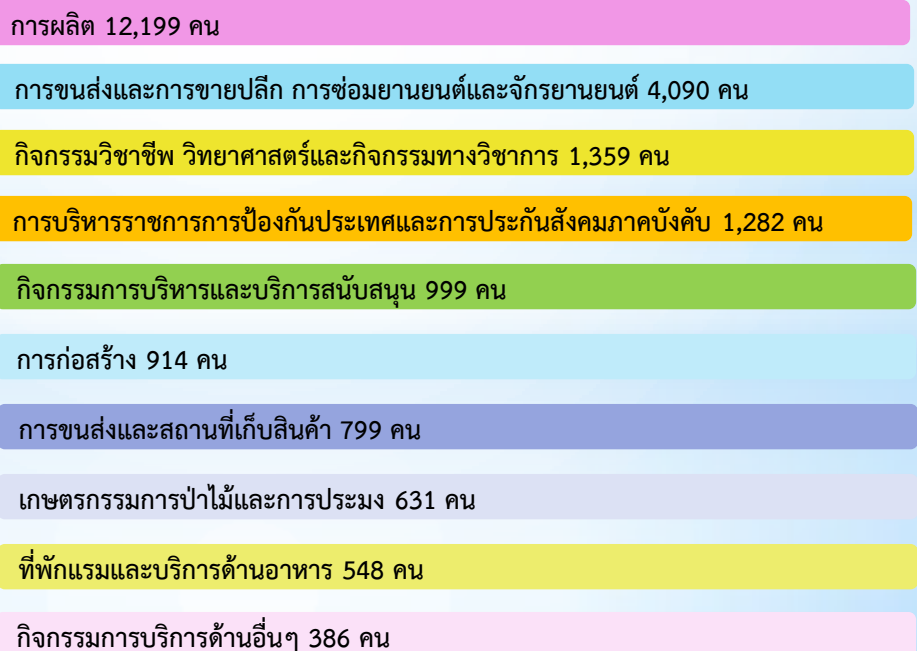 การผลิต 12,199 คน
การขนส่งและการขายปลีก การซ่อมยานยนต์และจักรยานยนต์ 4,090 คน
กิจกรรมวิชาชีพ วิทยาศาสตร์และกิจกรรมทางวิชาการ 1,359 คน
การบริหารราชการการป้องกันประเทศและการประกันสังคมภาคบังคับ 1,282 คน
กิจกรรมการบริหารและบริการสนับสนุน 999 คน
การก่อสร้าง 914 คน
การขนส่งและสถานที่เก็บสินค้า 799 คน
เกษตรกรรมการป่าไม้และการประมง 631 คน
ที่พักแรมและบริการด้านอาหาร 548 คน
กิจกรรมการบริการด้านอื่นๆ 386 คน